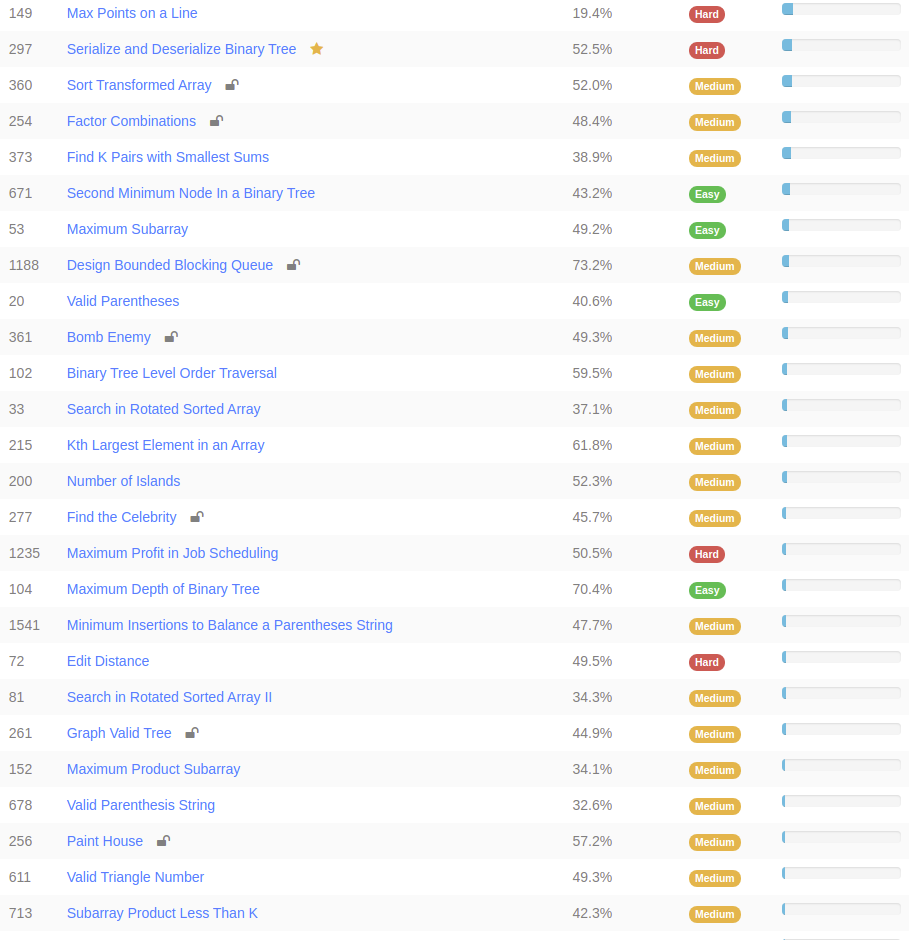 149 Max Points on a Line 19.4% Hard
297 Serialize and Deserialize Binary Tree 52.5% Hard
360 Sort Transformed Array 52.0% Medium
254 Factor Combinations 48.4% Medium
373 Find K Pairs with Smallest Sums 38.9% Medium
671 Second Minimum Node In a Binary Tree 43.2% Easy
53 Maximum Subarray 49.2% Easy
1188 Design Bounded Blocking Queue 73.2% Medium
20 Valid Parentheses 40.6% Easy
361 Bomb Enemy 49.3% Medium
102 Binary Tree Level Order Traversal 59.5% Medium
33 Search in Rotated Sorted Array 37.1% Medium
215 Kth Largest Element in an Array 61.8% Medium
200 Number of Islands 52.3% Medium
277 Find the Celebrity 45.7% Medium
1235 Maximum Profit in Job Scheduling 50.5% Hard
104 Maximum Depth of Binary Tree 70.4% Easy
1541 Minimum Insertions to Balance a Parentheses String 47.7% Medium
72 Edit Distance 49.5% Hard
81 Search in Rotated Sorted Array II 34.3% Medium
261 Graph Valid Tree 44.9% Medium
152 Maximum Product Subarray 34.1% Medium
678 Valid Parenthesis String 32.6% Medium
256 Paint House 57.2% Medium
611 Valid Triangle Number 49.3% Medium
713 Subarray Product Less Than K 42.3% Medium